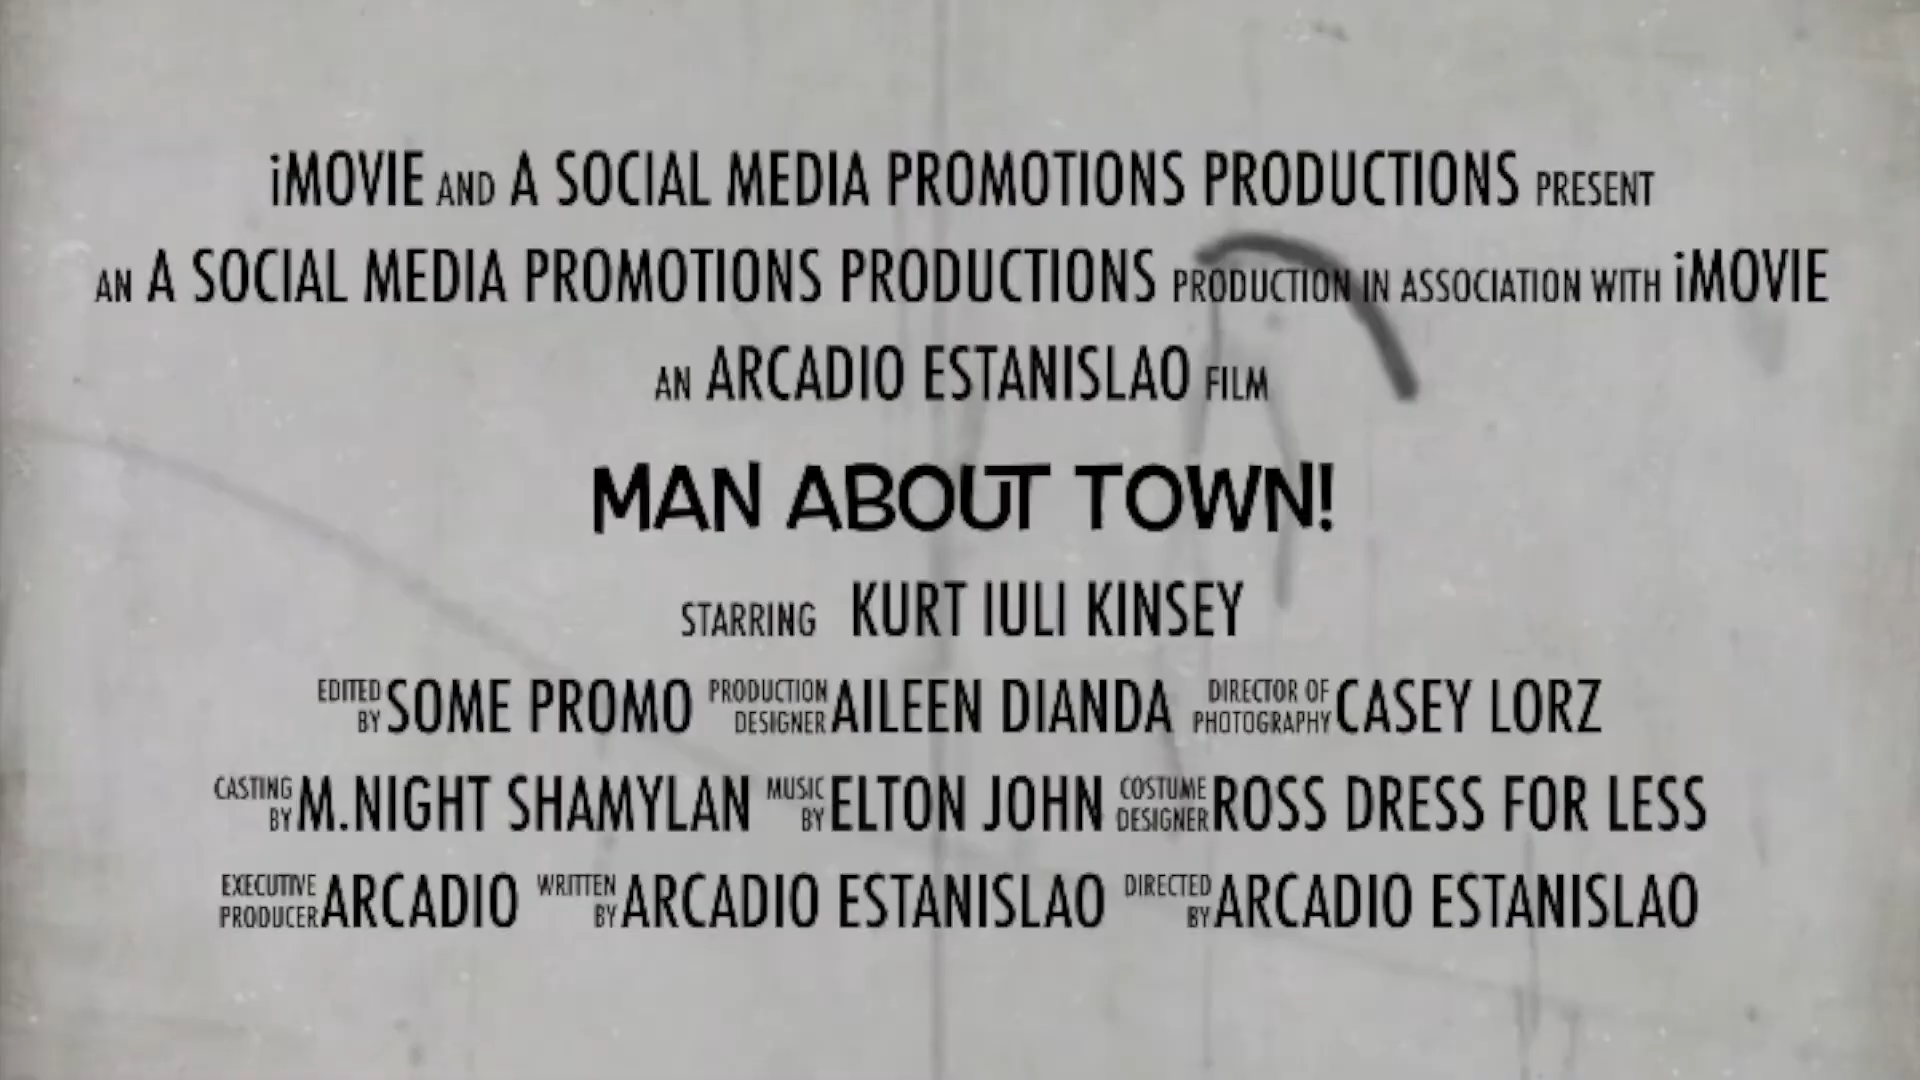 iMOVIE AND A SOCIAL MEDIA PROMOTIONS PRODUCTIONS PRESENT
AN A SOCIAL MEDIA PROMOTIONS PRODUCTIONS PRODUCTION IN ASSOCIATION WITH iMOVIE
AN ARCADIO ESTANISLAO FILM
MAN ABOUT TOWN!
STARRING KURT IULI KINSEY
EDITED BY SOME PROMO PRODUCTION DESIGNER AILEEN DIANDA DIRECTOR OF PHOTOGRAPHY CASEY LORZ
CASTING BY M.NIGHT SHAMYLAN MUSIC BY ELTON JOHN COSTUME DESIGNER ROSS DRESS FOR LESS
EXECUTIVE PRODUCER ARCADIO WRITTEN BY ARCADIO ESTANISLAO DIRECTED BY ARCADIO ESTANISLAO